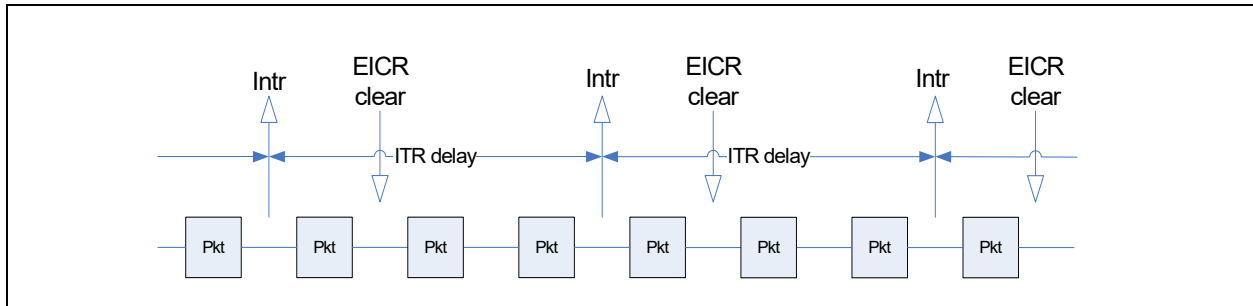 Intr
EICR
clear
Intr
EICR
clear
Intr
EICR
clear
ITR delay
ITR delay
Pkt
Pkt
Pkt
Pkt
Pkt
Pkt
Pkt
Pkt